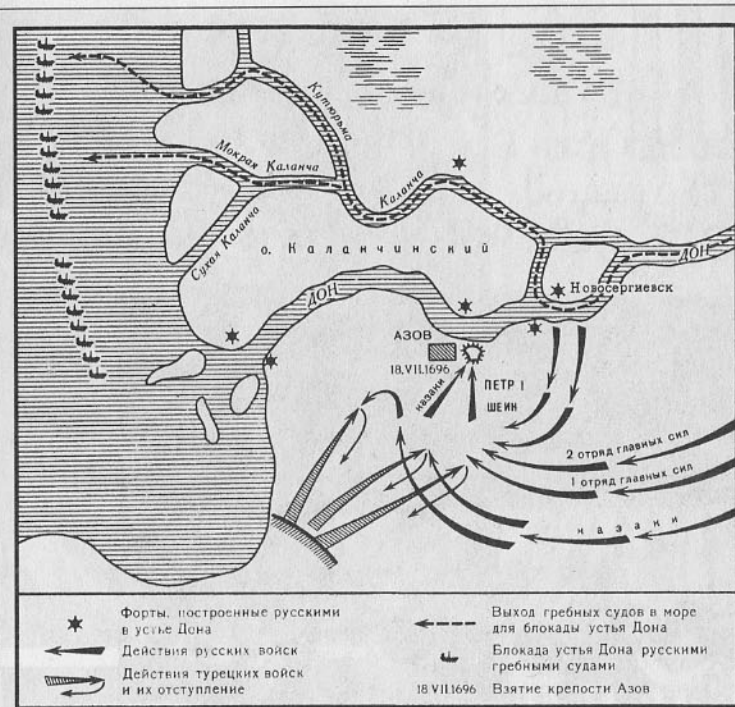 Кутюрьма
Мокрая Каланча
Каланча
Сухая Каланча
о. Каланчинский
ДОН
ДОН
Новосергиевск
АЗОВ
18.VII.1696
казаки
ПЕТР I
ШЕИН
2 отряд главных сил
1 отряд главных сил
казаки
Форты, построенные русскими
в устье Дона
Действия русских войск
Действия турецких войск
и их отступление
Выход гребных судов в море
для блокады устья Дона
Блокада устья Дона русскими
гребными судами
18.VII.1696 Взятие крепости Азов